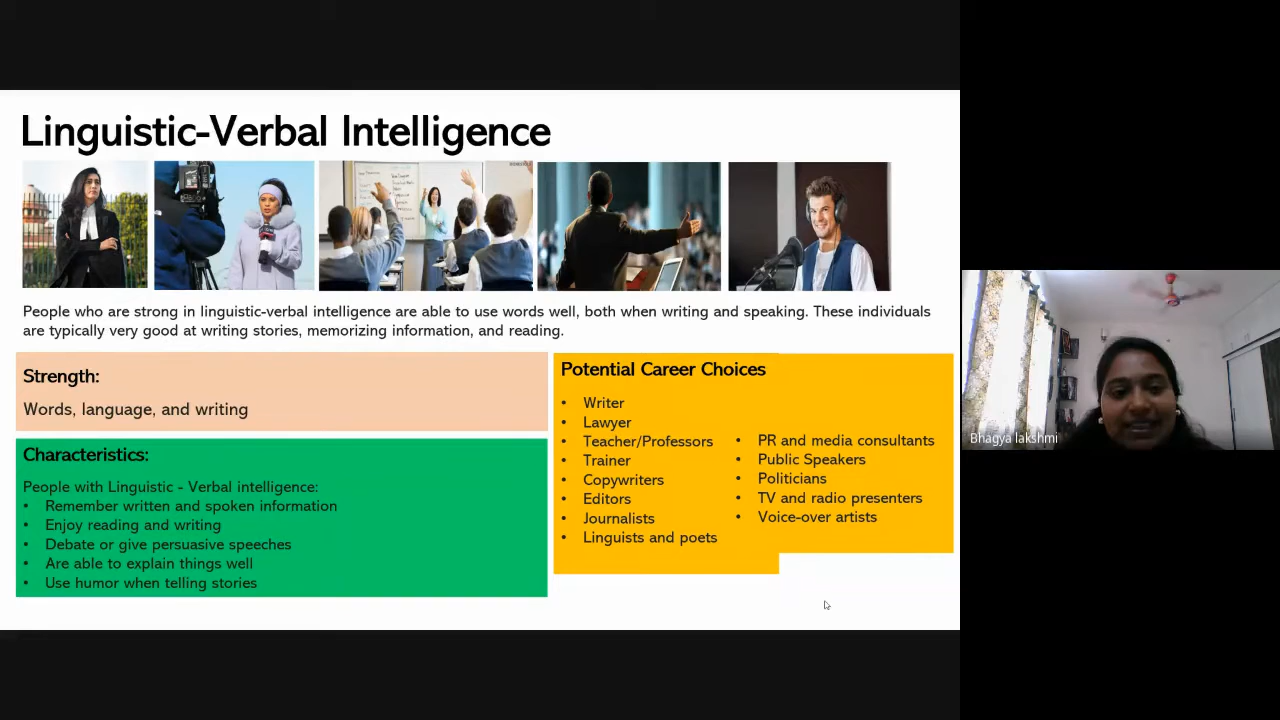 Linguistic-Verbal Intelligence
People who are strong in linguistic-verbal intelligence are able to use words well, both when writing and speaking. These individuals
are typically very good at writing stories, memorizing information, and reading.
Strength:
Words, language, and writing
Characteristics:
People with Linguistic - Verbal intelligence:
• Remember written and spoken information
• Enjoy reading and writing
• Debate or give persuasive speeches
• Are able to explain things well
• Use humor when telling stories
Potential Career Choices
• Writer
• Lawyer
• Teacher/Professors
• Trainer
• Copywriters
• Editors
• Journalists
• Linguists and poets
• PR and media consultants
• Public Speakers
• Politicians
• TV and radio presenters
• Voice-over artists
Bhagya lakshmi